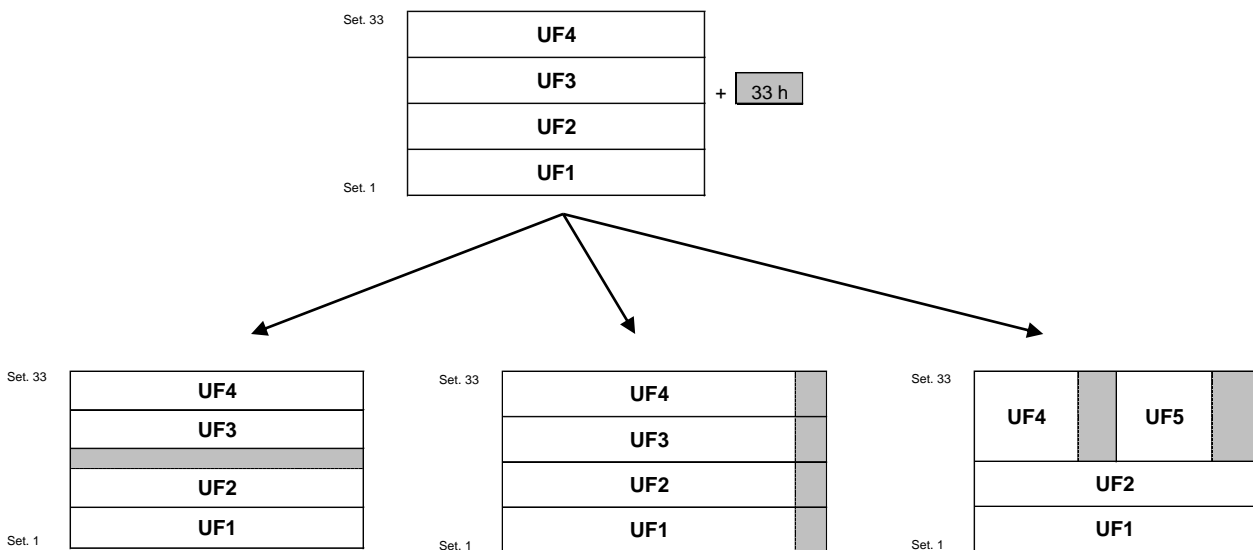 Set. 33
UF4
UF3
+ 33 h
UF2
UF1
Set. 1
Set. 33
UF4
UF3
UF2
UF1
Set. 1
Set. 33
UF4
UF3
UF2
UF1
Set. 1
Set. 33
UF4 UF5
UF2
UF1
Set. 1